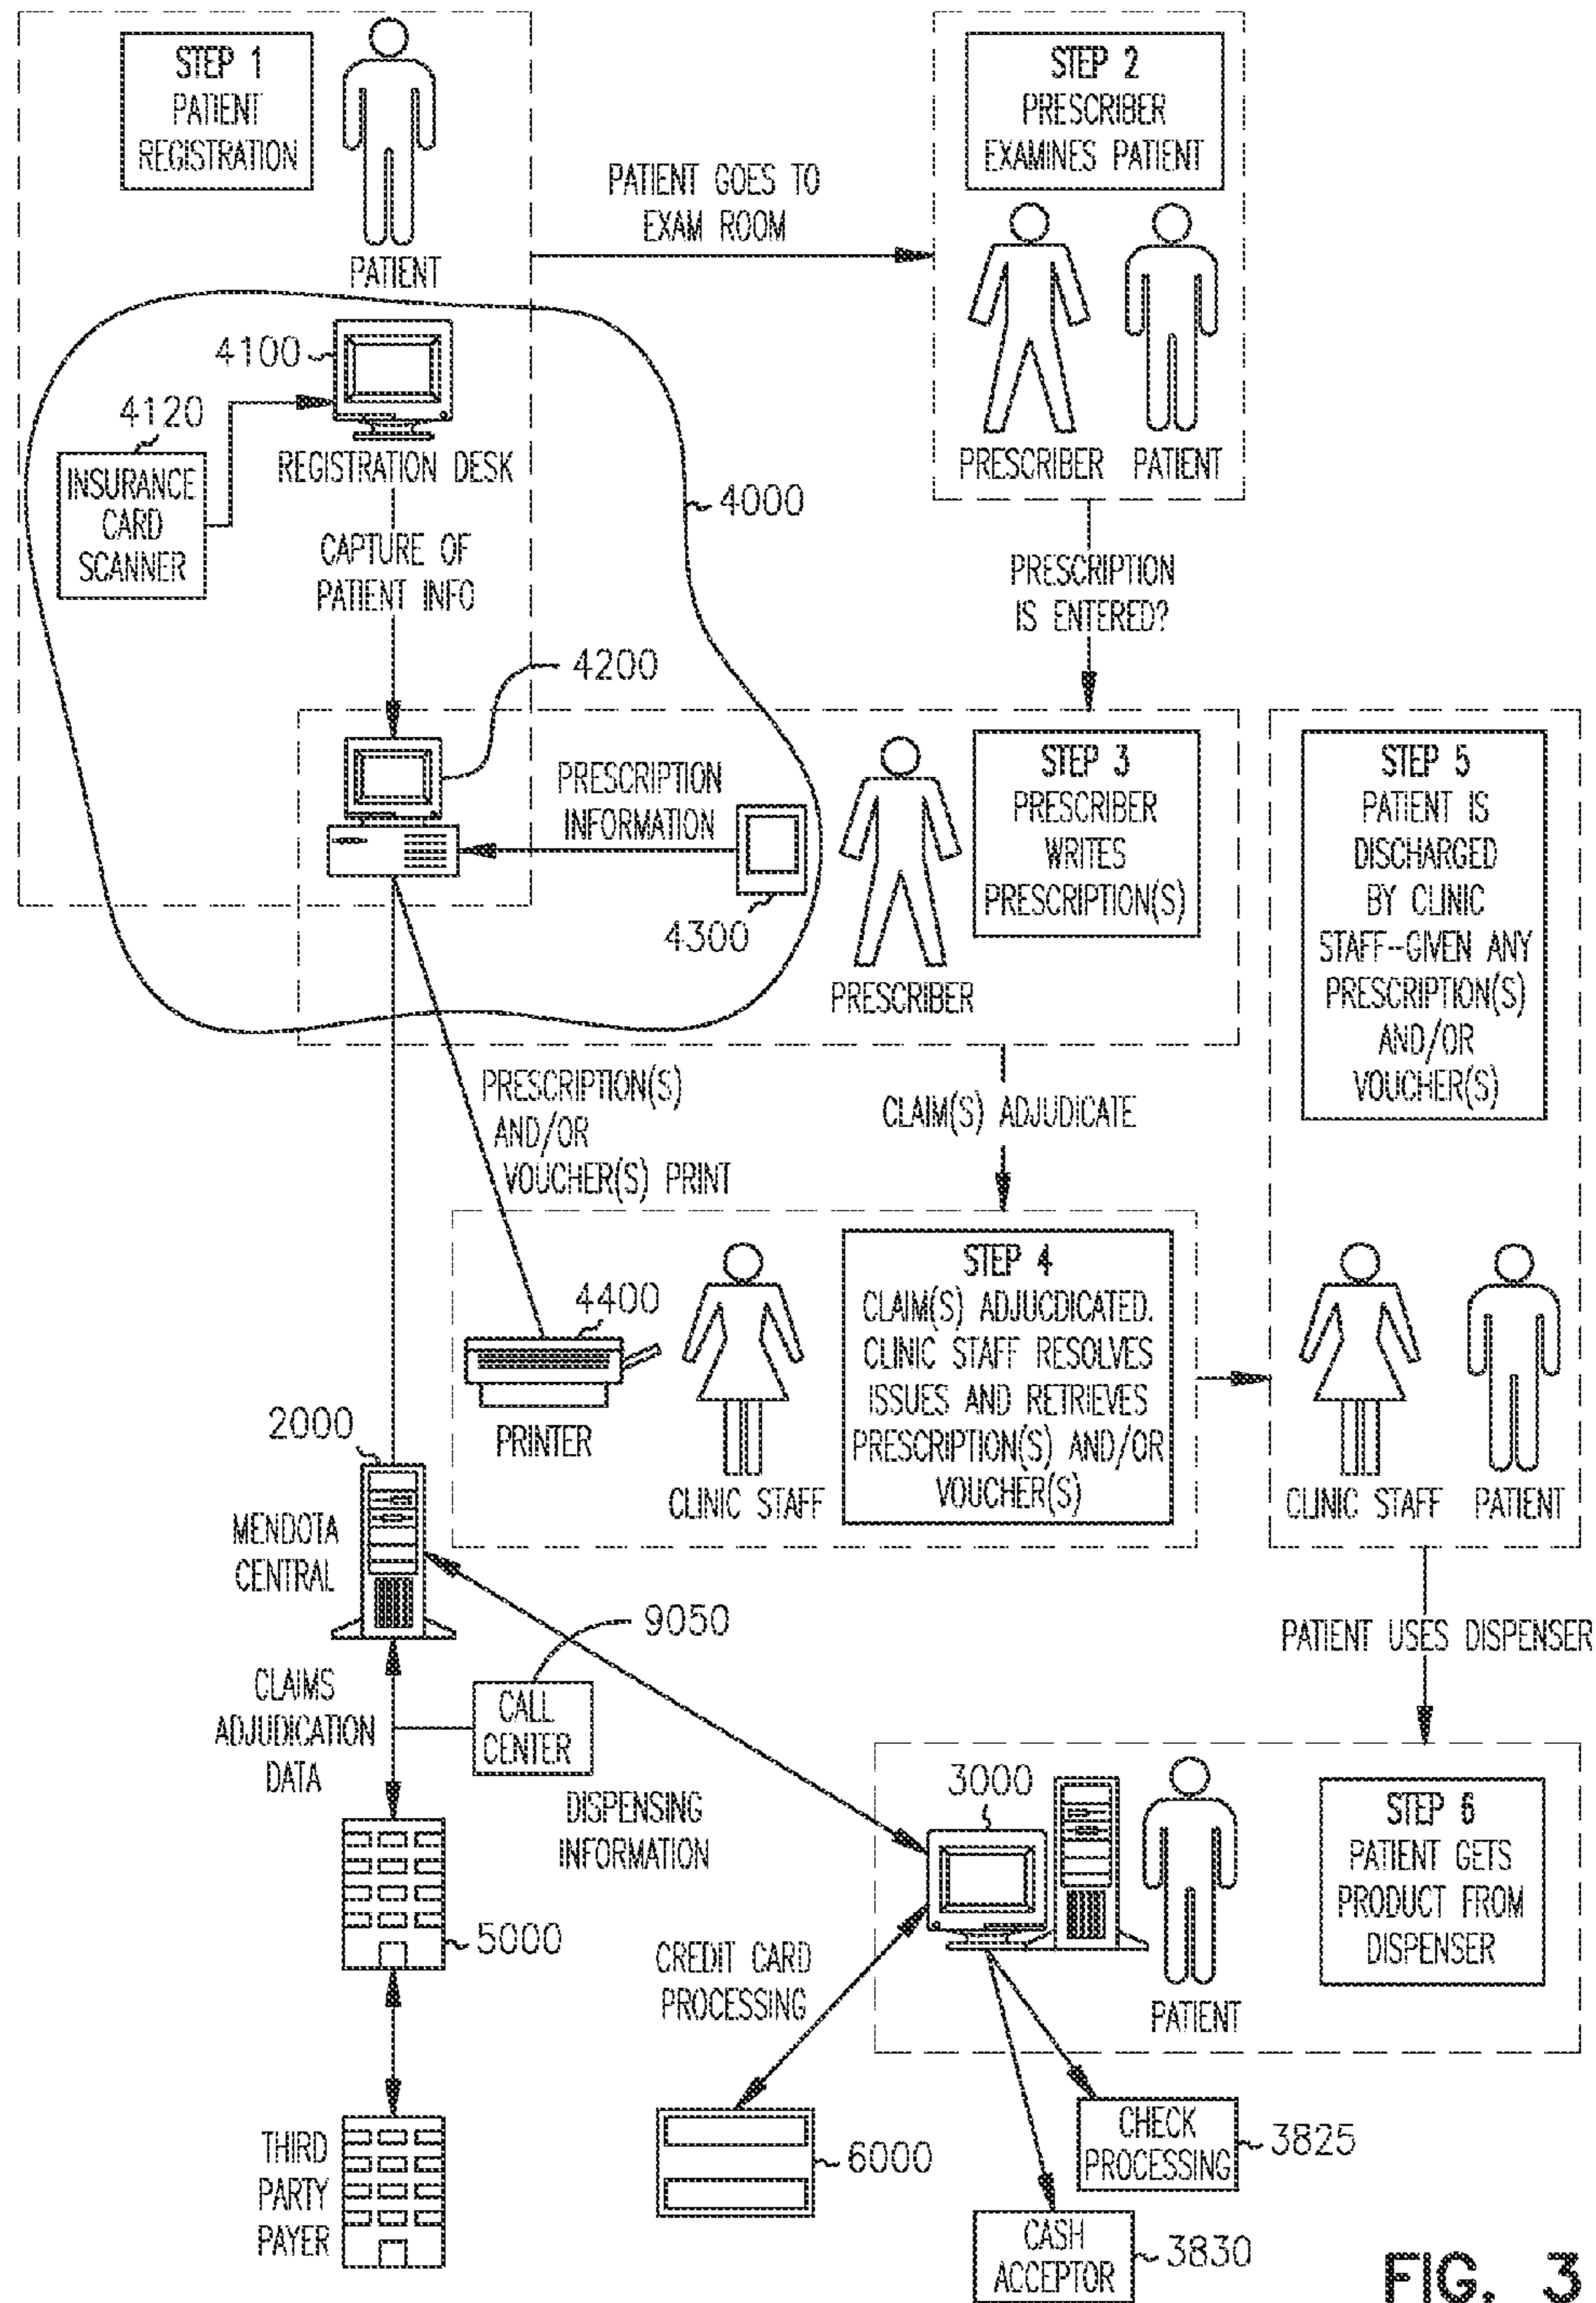 STEP 1
PATIENT
REGISTRATION
PATIENT
PATIENT GOES TO
EXAM ROOM
STEP 2
PRESCRIBER
EXAMINES PATIENT
PRESCRIBER
PATIENT
4100
4120
INSURANCE
CARD
SCANNER
REGISTRATION DESK
4000
CAPTURE OF
PATIENT INFO
PRESCRIPTION
IS ENTERED?
4200
PRESCRIPTION
INFORMATION
4300
PRESCRIBER
STEP 3
PRESCRIBER
WRITES
PRESCRIPTION(S)
STEP 5
PATIENT IS
DISCHARGED
BY CLINIC
STAFF--GIVEN ANY
PRESCRIPTION(S)
AND/OR
VOUCHER(S)
PRESCRIPTION(S)
AND/OR
VOUCHER(S) PRINT
CLAIM(S) ADJUDICATE
4400
PRINTER
CLINIC STAFF
STEP 4
CLAIM(S) ADJUCDICATED.
CLINIC STAFF RESOLVES
ISSUES AND RETRIEVES
PRESCRIPTION(S) AND/OR
VOUCHER(S)
CLINIC STAFF
PATIENT
2000
MENDOTA
CENTRAL
9050
CALL
CENTER
CLAIMS
ADJUDICATION
DATA
PATIENT USES DISPENSER
DISPENSING
INFORMATION
3000
PATIENT
STEP 6
PATIENT GETS
PRODUCT FROM
DISPENSER
5000
CREDIT CARD
PROCESSING
THIRD
PARTY
PAYER
6000
CHECK
PROCESSING
3825
CASH
ACCEPTOR
3830
FIG. 3